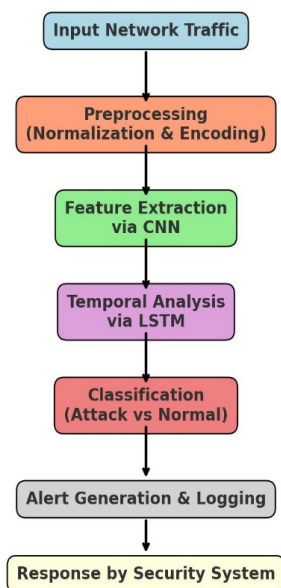 Input Network Traffic
Preprocessing
(Normalization & Encoding)
Feature Extraction
via CNN
Temporal Analysis
via LSTM
Classification
(Attack vs Normal)
Alert Generation & Logging
Response by Security System